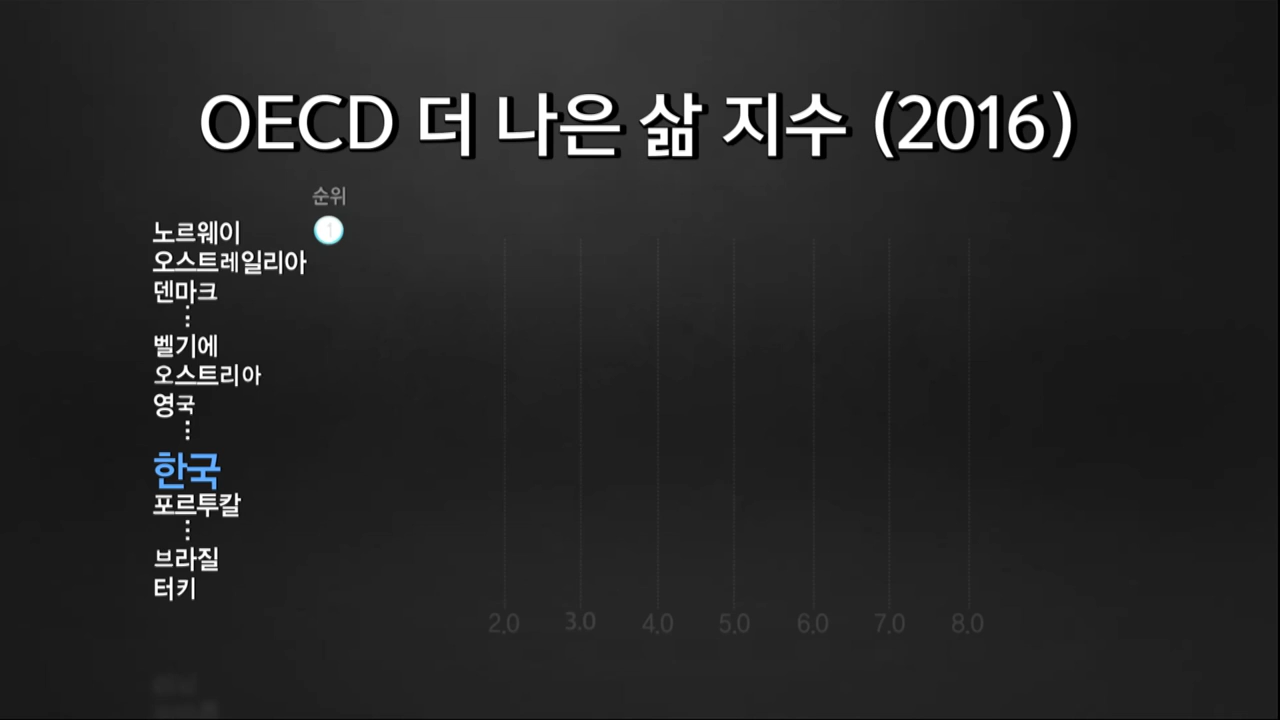 OECD 더 나은 삶 지수 (2016)
순위
노르웨이 1
오스트레일리아
덴마크
⋮
벨기에
오스트리아
영국
⋮
한국
포르투칼
⋮
브라질
터키
2.0 3.0 4.0 5.0 6.0 7.0 8.0